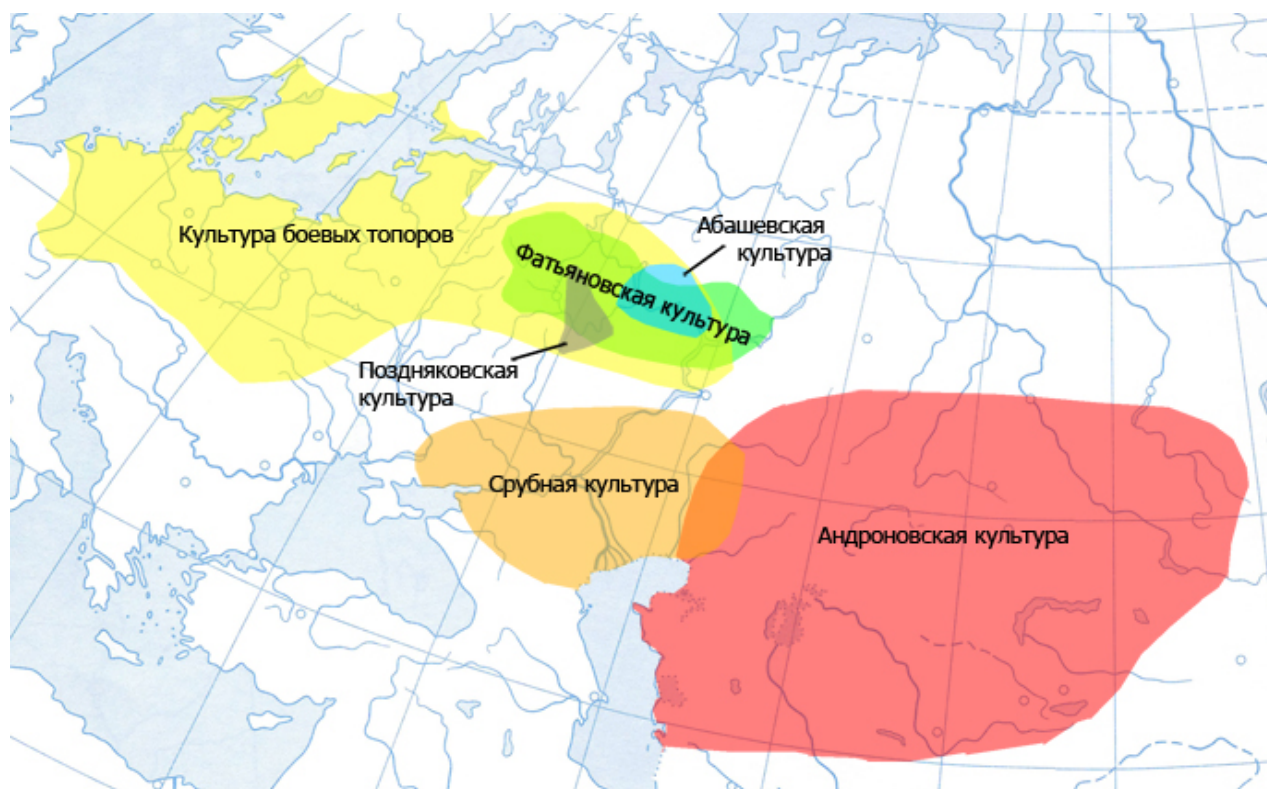 Культура боевых топоров
Абашевская
культура
Фатьяновская культура
Поздняковская
культура
Срубная культура
Андроновская культура